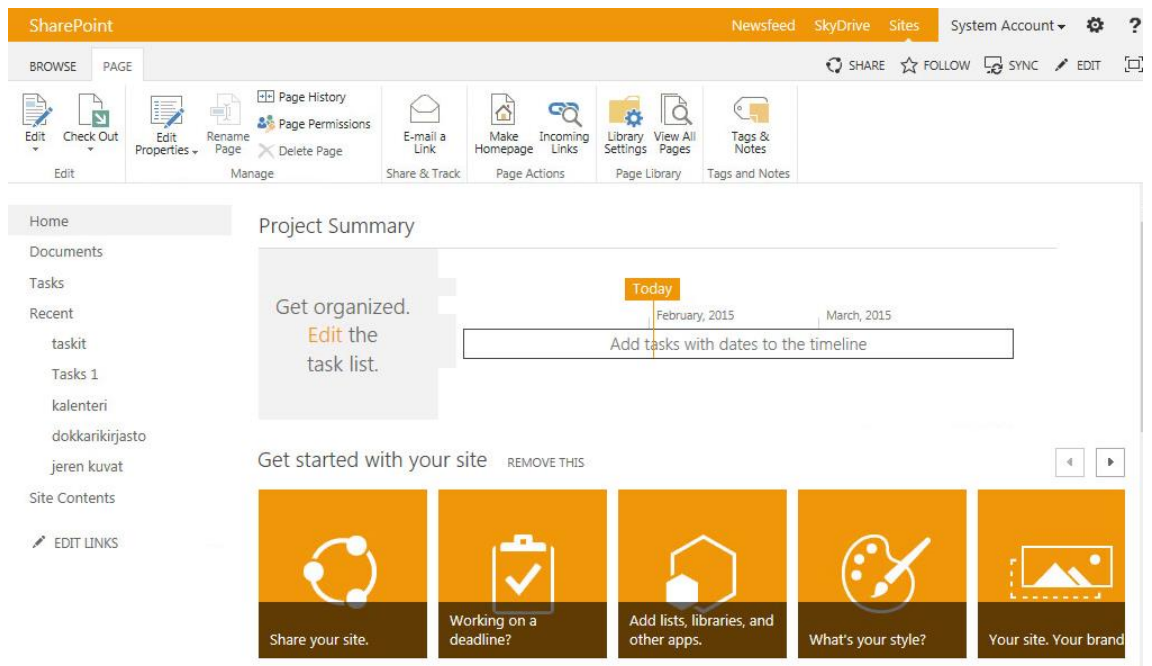 SharePoint
Newsfeed SkyDrive Sites System Account ?
BROWSE PAGE
SHARE FOLLOW SYNC EDIT
Edit
Check Out
Edit
Properties
Rename
Page
Page History
Page Permissions
Delete Page
E-mail a
Link
Make
Homepage
Incoming
Links
Library
Settings
View All
Pages
Tags &
Notes
Edit Manage Share & Track Page Actions Page Library Tags and Notes
Home
Documents
Tasks
Recent
taskit
Tasks 1
kalenteri
dokkarikirjasto
jeren kuvat
Site Contents
EDIT LINKS
Project Summary
Get organized.
Edit the
task list.
Today
February, 2015 March, 2015
Add tasks with dates to the timeline
Get started with your site REMOVE THIS
Share your site.
Working on a
deadline?
Add lists, libraries, and
other apps.
What's your style?
Your site. Your brand